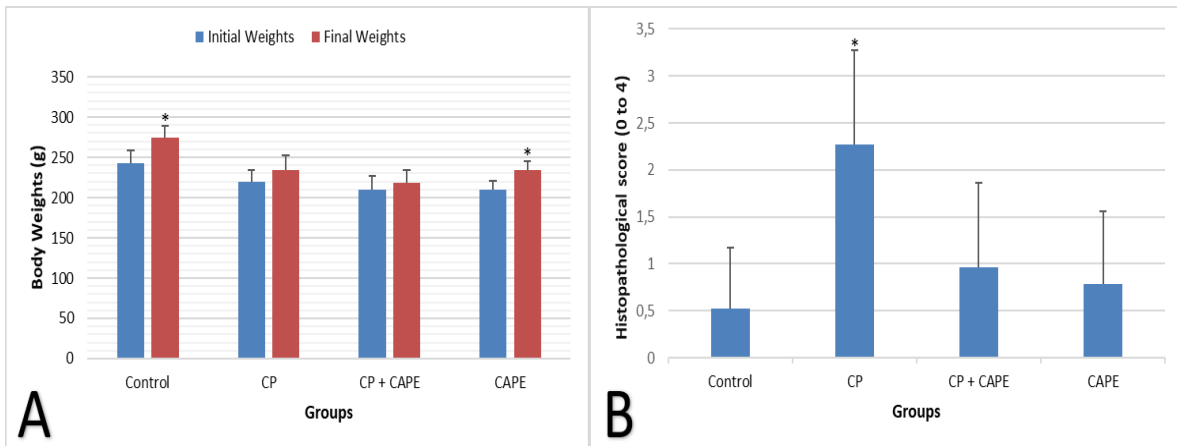 Initial Weights Final Weights
350
300
250
200
150
100
50
0
Body Weights (g)
*
*
Control CP CP + CAPE CAPE
Groups
A
3,5
3
2,5
2
1,5
1
0,5
0
Histopathological score (0 to 4)
*
Control CP CP + CAPE CAPE
Groups
B